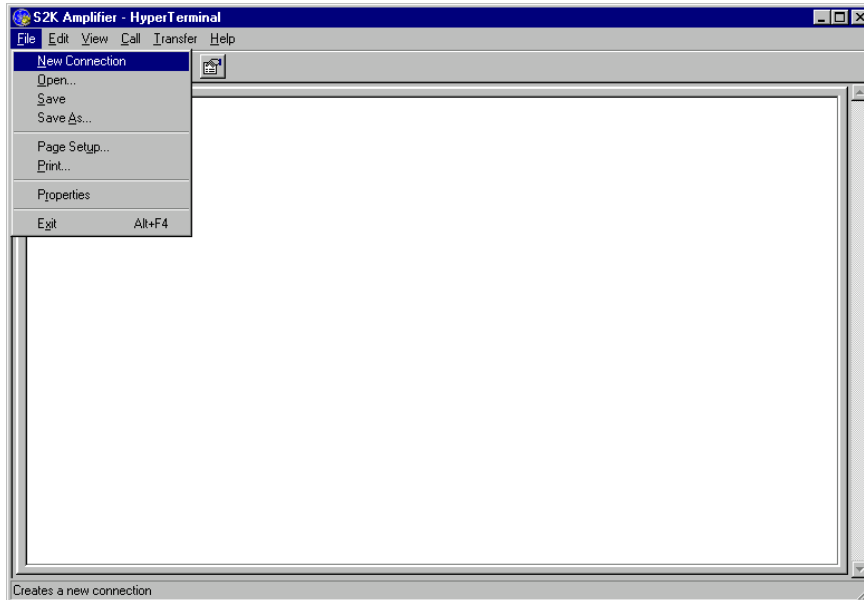 S2K Amplifier - HyperTerminal
File Edit View Call Transfer Help
New Connection
Open...
Save
Save As...
Page Setup...
Print...
Properties
Exit Alt+F4
Creates a new connection